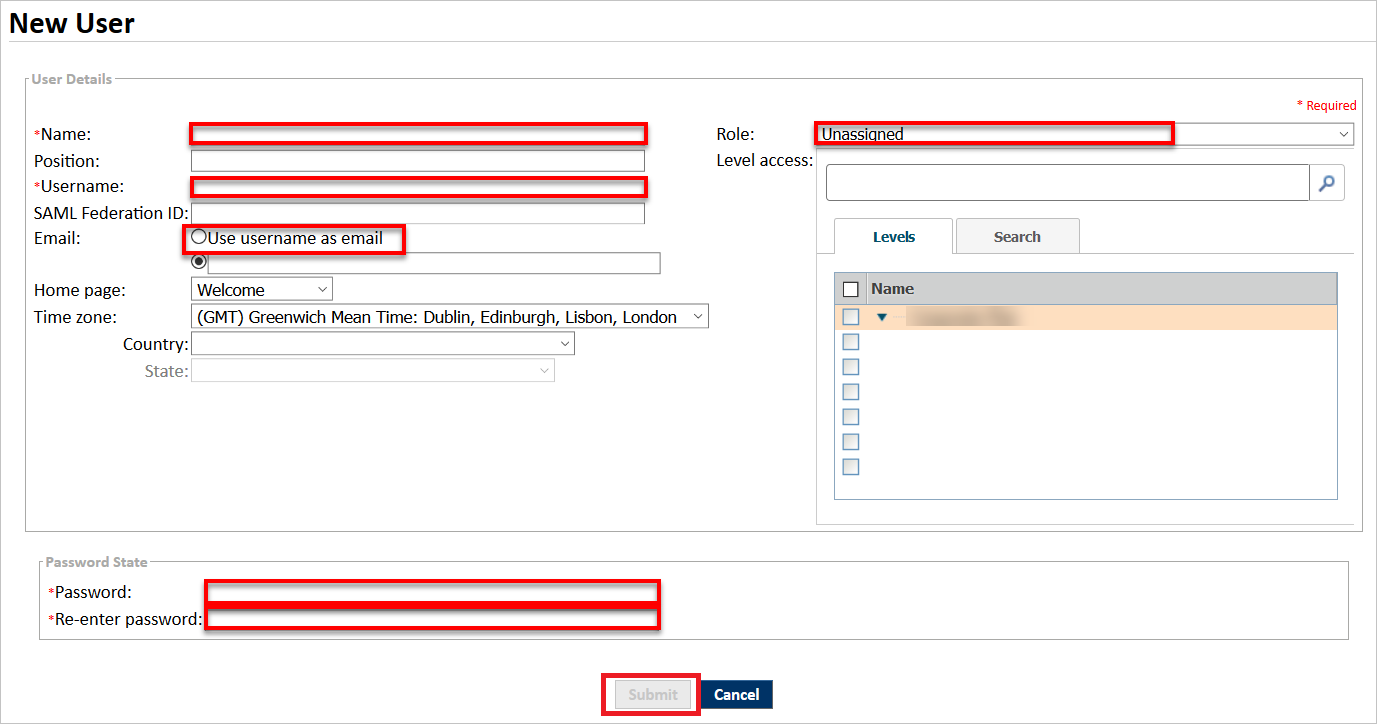 New User
User Details
* Required
*Name:
Position:
*Username:
SAML Federation ID:
Email:
Use username as email
Home page:
Welcome
Time zone:
(GMT) Greenwich Mean Time: Dublin, Edinburgh, Lisbon, London
Country:
State:
Role:
Unassigned
Level access:
Levels
Search
Name
Password State
*Password:
*Re-enter password:
Submit
Cancel